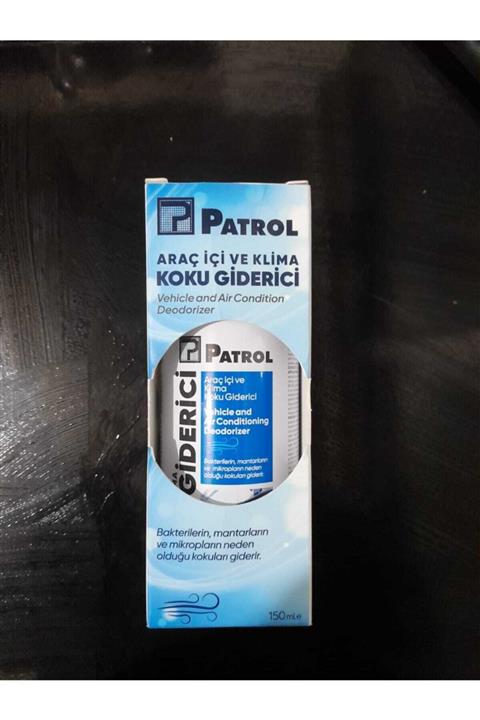 PATROL
ARAÇ İÇİ VE KLİMA
KOKU GİDERİCİ
Vehicle and Air Condition
Deodorizer
GİDERİCİ
PATROL
Araç içi ve
Klima
Koku Giderici
Vehicle and
Air Conditioning
Deodorizer
Bakterilerin, mantarların
ve mikropların neden
olduğu kokuları giderir.
Bakterilerin, mantarların
ve mikropların neden
olduğu kokuları giderir.
150 ml.e